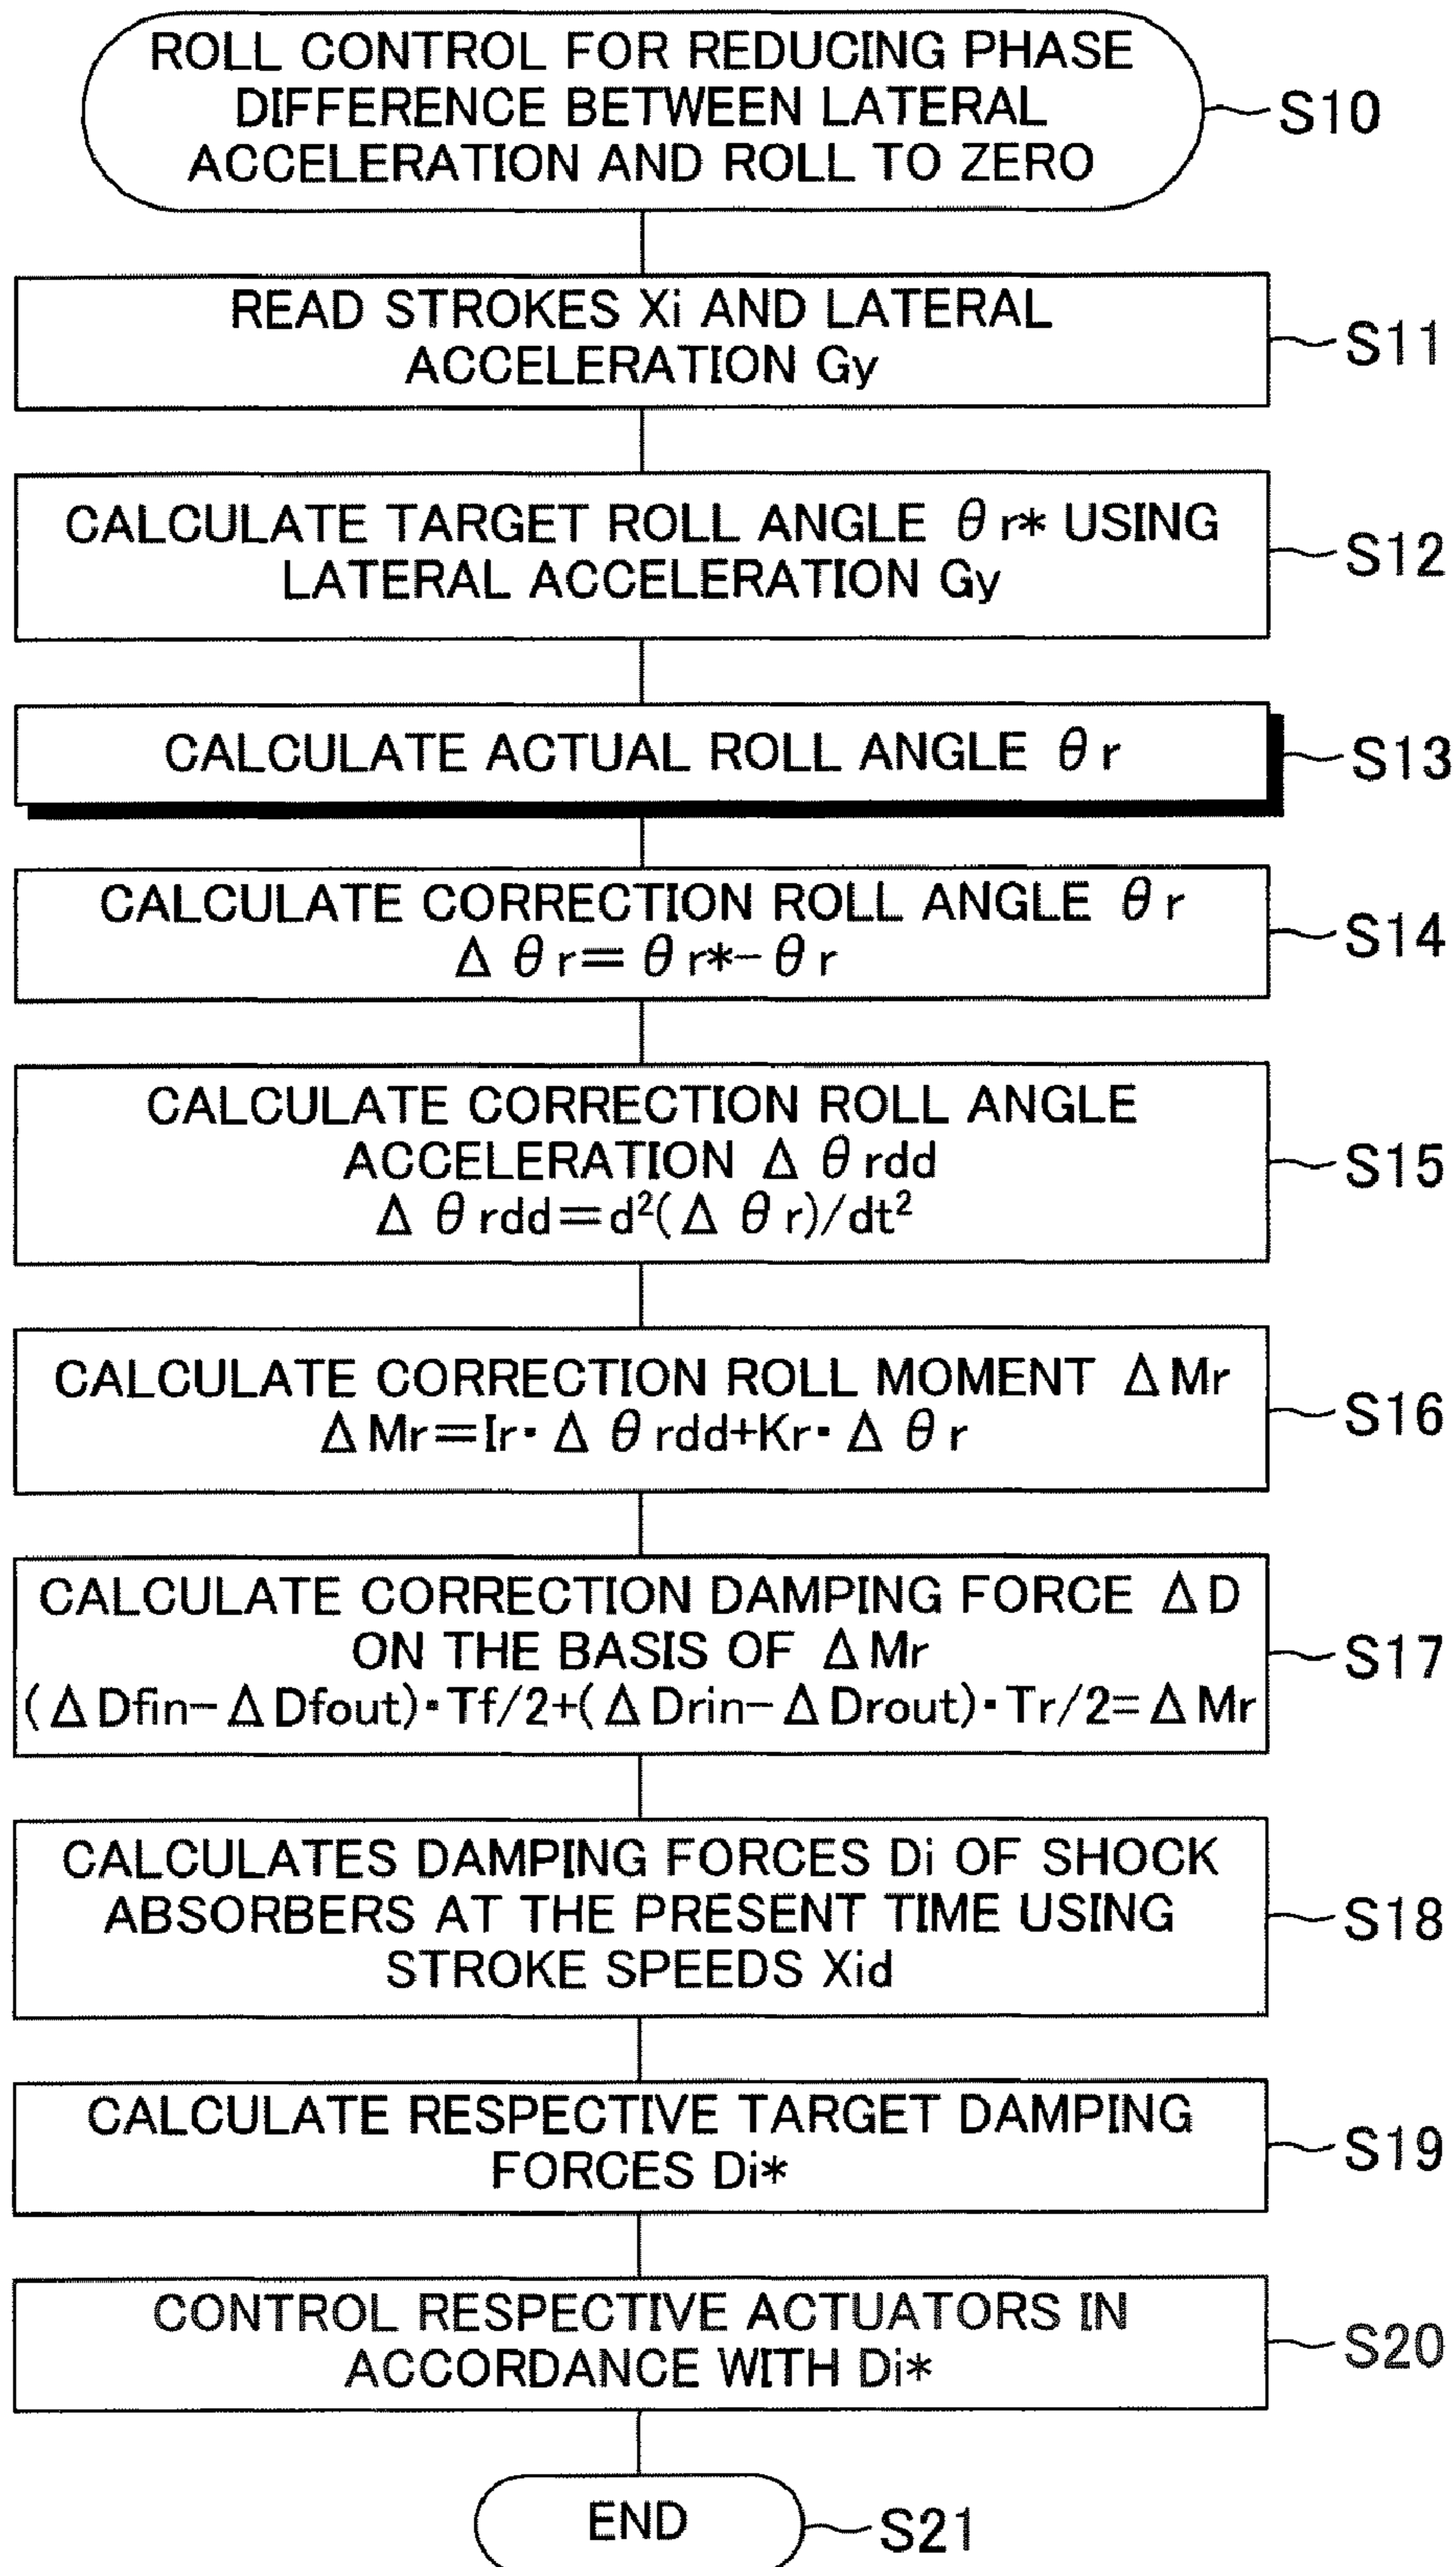 ROLL CONTROL FOR REDUCING PHASE
DIFFERENCE BETWEEN LATERAL
ACCELERATION AND ROLL TO ZERO
S10
READ STROKES Xi AND LATERAL
ACCELERATION Gy
S11
CALCULATE TARGET ROLL ANGLE θr* USING
LATERAL ACCELERATION Gy
S12
CALCULATE ACTUAL ROLL ANGLE θr
S13
CALCULATE CORRECTION ROLL ANGLE θr
Δθr=θr*-θr
S14
CALCULATE CORRECTION ROLL ANGLE
ACCELERATION Δθrdd
Δθrdd=d²(Δθr)/dt²
S15
CALCULATE CORRECTION ROLL MOMENT ΔMr
ΔMr=Ir·Δθrdd+Kr·Δθr
S16
CALCULATE CORRECTION DAMPING FORCE ΔD
ON THE BASIS OF ΔMr
(ΔDfin-ΔDfout)·Tf/2+(ΔDrin-ΔDrout)·Tr/2=ΔMr
S17
CALCULATES DAMPING FORCES Di OF SHOCK
ABSORBERS AT THE PRESENT TIME USING
STROKE SPEEDS Xid
S18
CALCULATE RESPECTIVE TARGET DAMPING
FORCES Di*
S19
CONTROL RESPECTIVE ACTUATORS IN
ACCORDANCE WITH Di*
S20
END
S21